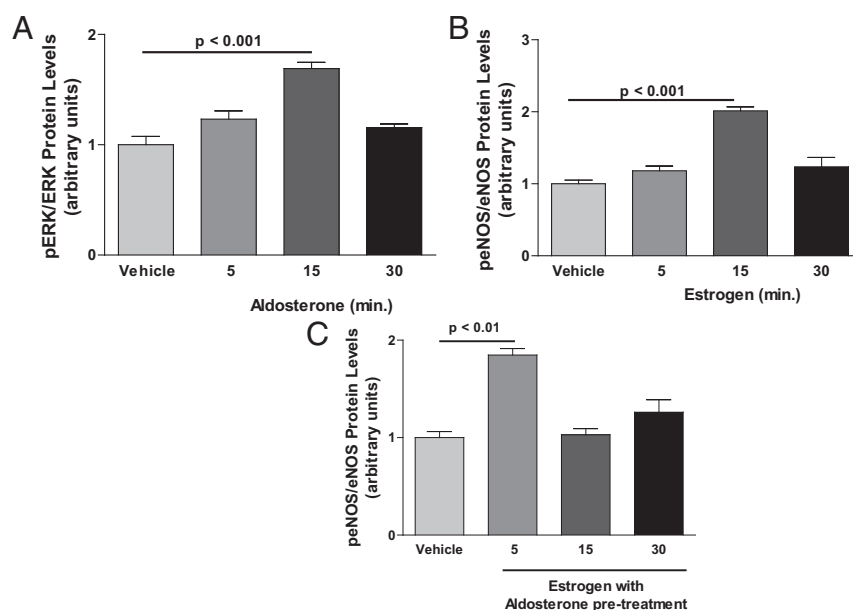 A
pERK/ERK Protein Levels
(arbitrary units)
2
1
0
p < 0.001
Vehicle 5 15 30
Aldosterone (min.)
B
peNOS/eNOS Protein Levels
(arbitrary units)
3
2
1
0
p < 0.001
Vehicle 5 15 30
Estrogen (min.)
C
peNOS/eNOS Protein Levels
(arbitrary units)
2
1
0
p < 0.01
Vehicle 5 15 30
Estrogen with
Aldosterone pre-treatment